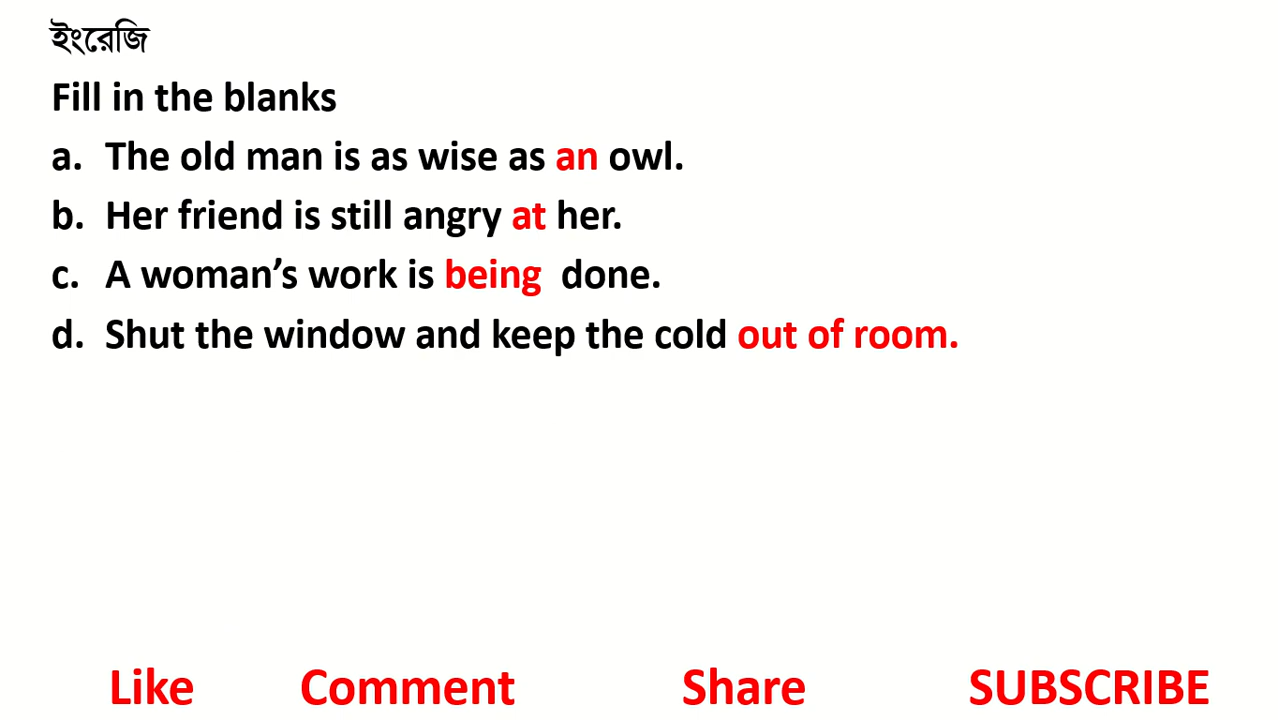 ইংরেজি
Fill in the blanks
a. The old man is as wise as an owl.
b. Her friend is still angry at her.
c. A woman’s work is being done.
d. Shut the window and keep the cold out of room.
Like Comment Share SUBSCRIBE